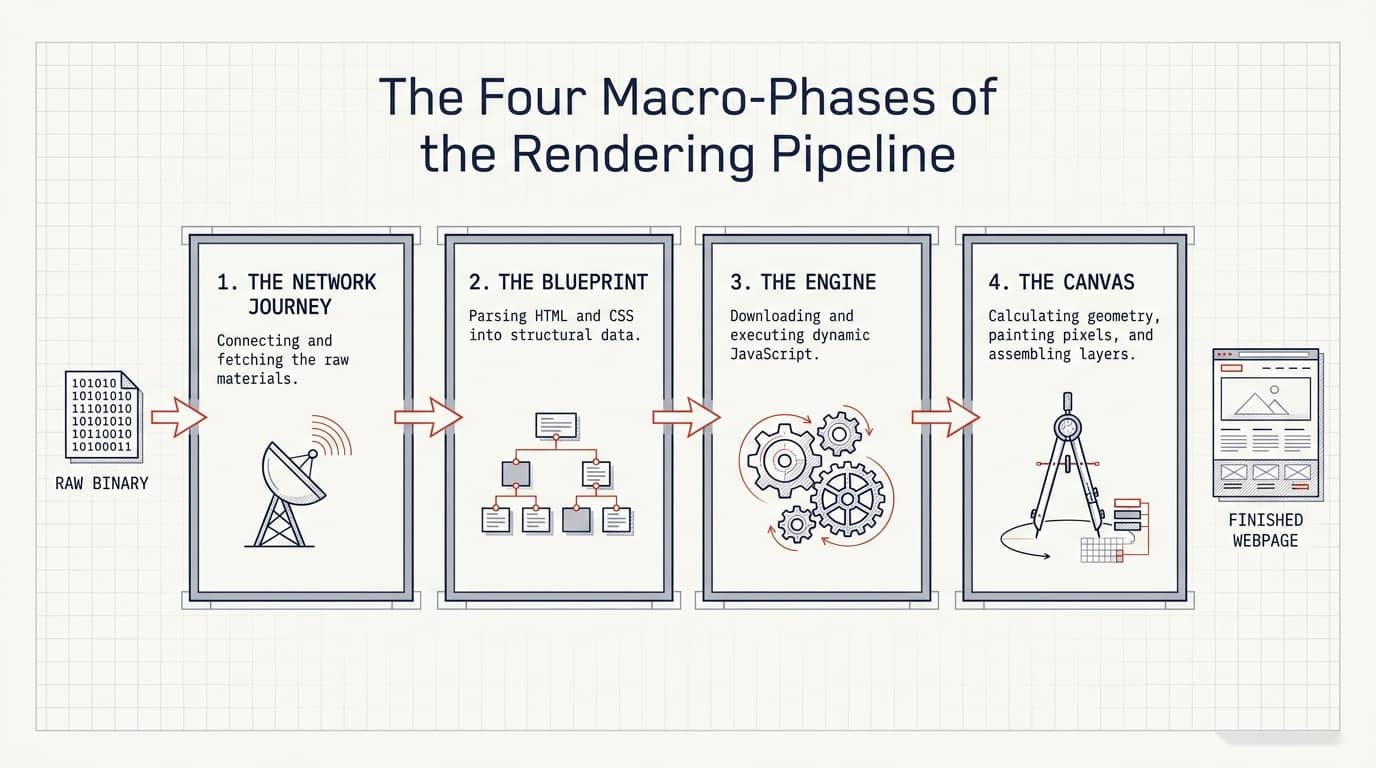 The Four Macro-Phases of
the Rendering Pipeline
101010
10101010
11101010
10101010
10110010
10100011
RAW BINARY
1. THE NETWORK
JOURNEY
Connecting and
fetching the raw
materials.
2. THE BLUEPRINT
Parsing HTML and CSS
into structural data.
3. THE ENGINE
Downloading and
executing dynamic
JavaScript.
4. THE CANVAS
Calculating geometry,
painting pixels, and
assembling layers.
FINISHED
WEBPAGE